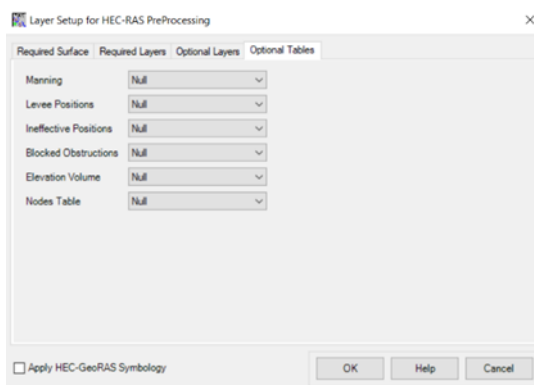 Layer Setup for HEC-RAS PreProcessing
Required Surface Required Layers Optional Layers Optional Tables
Manning Null
Levee Positions Null
Ineffective Positions Null
Blocked Obstructions Null
Elevation Volume Null
Nodes Table Null
Apply HEC-GeoRAS Symbology OK Help Cancel